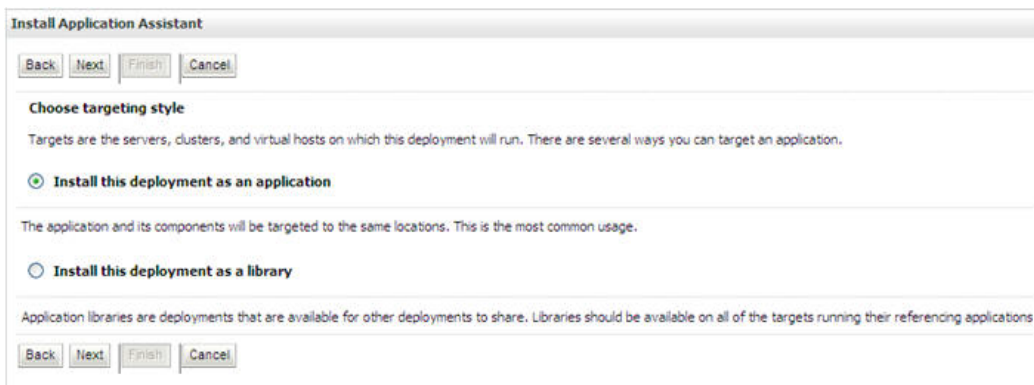 Install Application Assistant
Back Next Finish Cancel
Choose targeting style
Targets are the servers, clusters, and virtual hosts on which this deployment will run. There are several ways you can target an application.
Install this deployment as an application
The application and its components will be targeted to the same locations. This is the most common usage.
Install this deployment as a library
Application libraries are deployments that are available for other deployments to share. Libraries should be available on all of the targets running their referencing applications
Back Next Finish Cancel